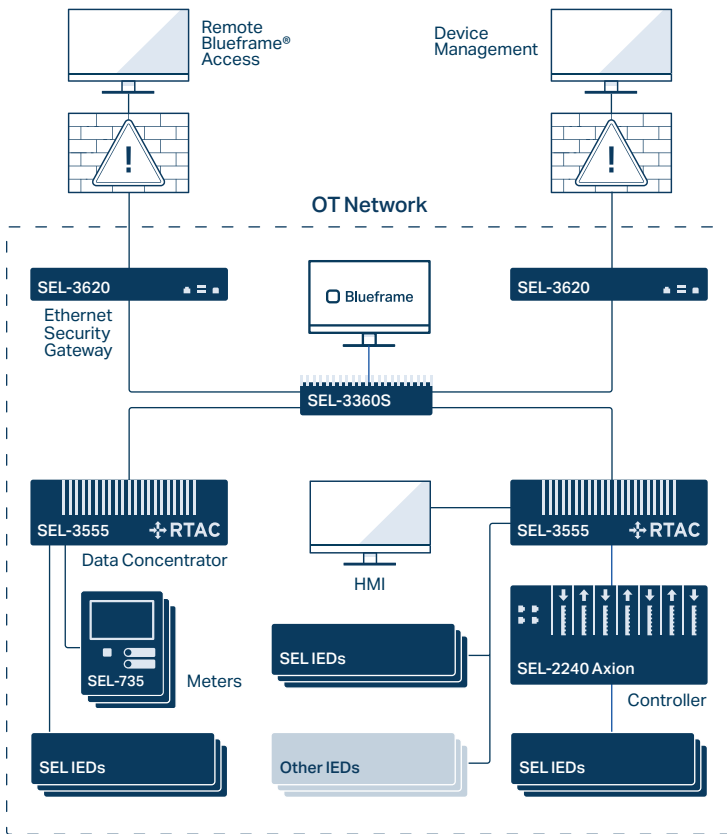 Remote
Blueframe®
Access
Device
Management
!
!
OT Network
SEL-3620
SEL-3620
Ethernet
Security
Gateway
Blueframe
SEL-3360S
SEL-3555
RTAC
SEL-3555
RTAC
Data Concentrator
HMI
SEL-735
Meters
SEL IEDs
SEL-2240 Axion
Controller
SEL IEDs
Other IEDs
SEL IEDs